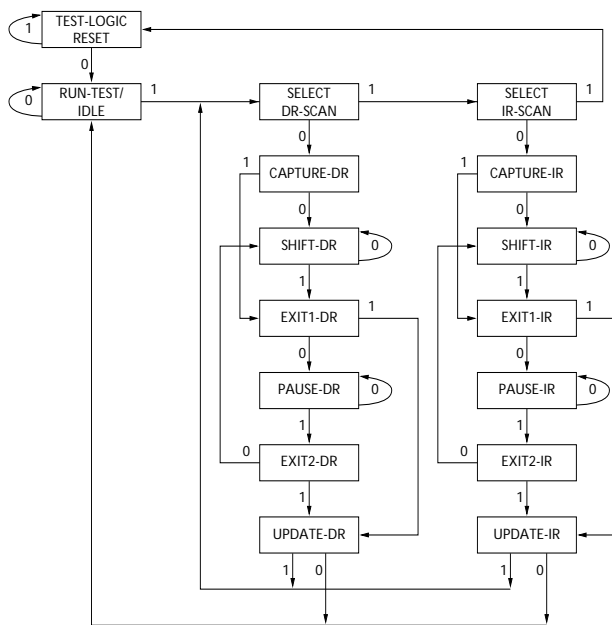 TEST-LOGIC
RESET
1
0
RUN-TEST/
IDLE
0
1
SELECT
DR-SCAN
1
SELECT
IR-SCAN
1
0
0
1
CAPTURE-DR
1
CAPTURE-IR
0
0
SHIFT-DR
0
SHIFT-IR
0
1
1
EXIT1-DR
1
EXIT1-IR
1
0
0
PAUSE-DR
0
PAUSE-IR
0
1
1
0
EXIT2-DR
0
EXIT2-IR
1
1
UPDATE-DR
UPDATE-IR
1
0
1
0